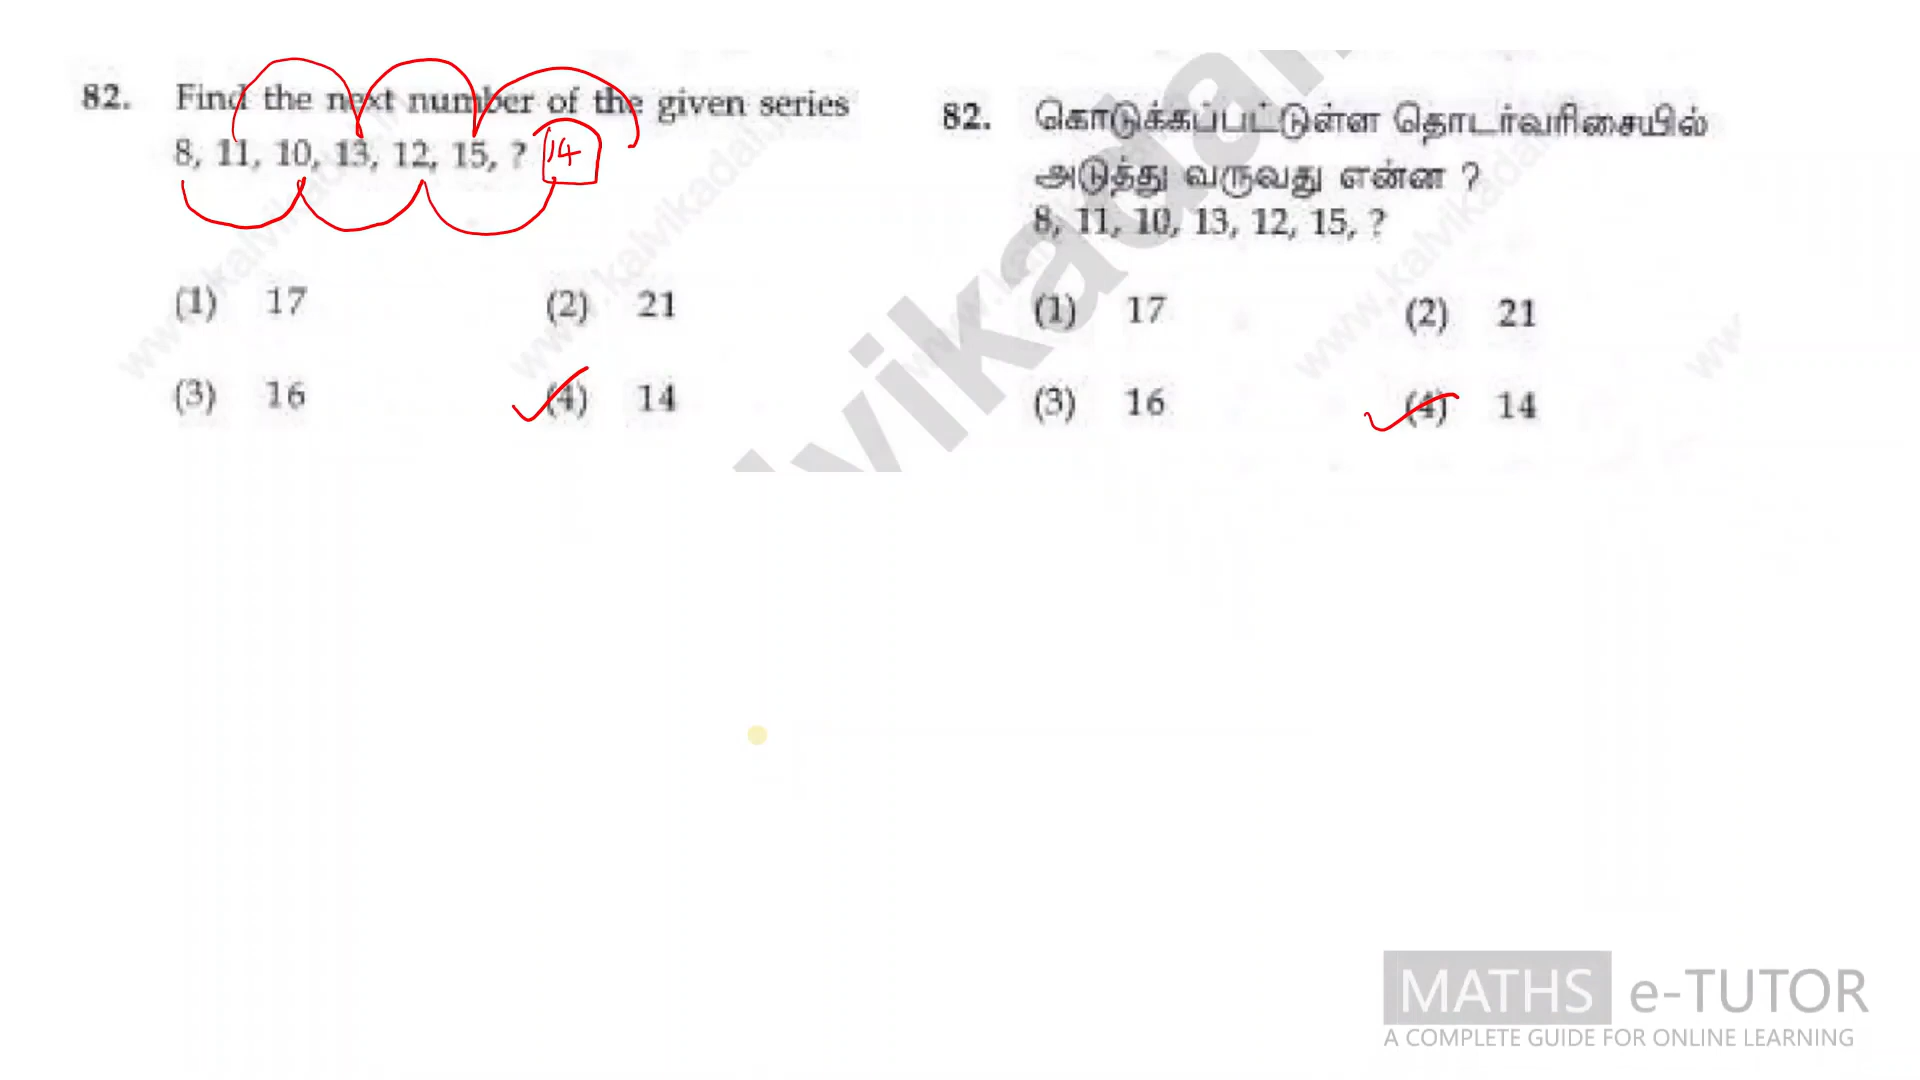 82. Find the next number of the given series
8, 11, 10, 13, 12, 15, ? 14
(1) 17 (2) 21
(3) 16 (4) 14
82. கொடுக்கப்பட்டுள்ள தொடர்வரிசையில்
அடுத்து வருவது என்ன ?
8, 11, 10, 13, 12, 15, ?
(1) 17 (2) 21
(3) 16 (4) 14
MATHS e-TUTOR
A COMPLETE GUIDE FOR ONLINE LEARNING